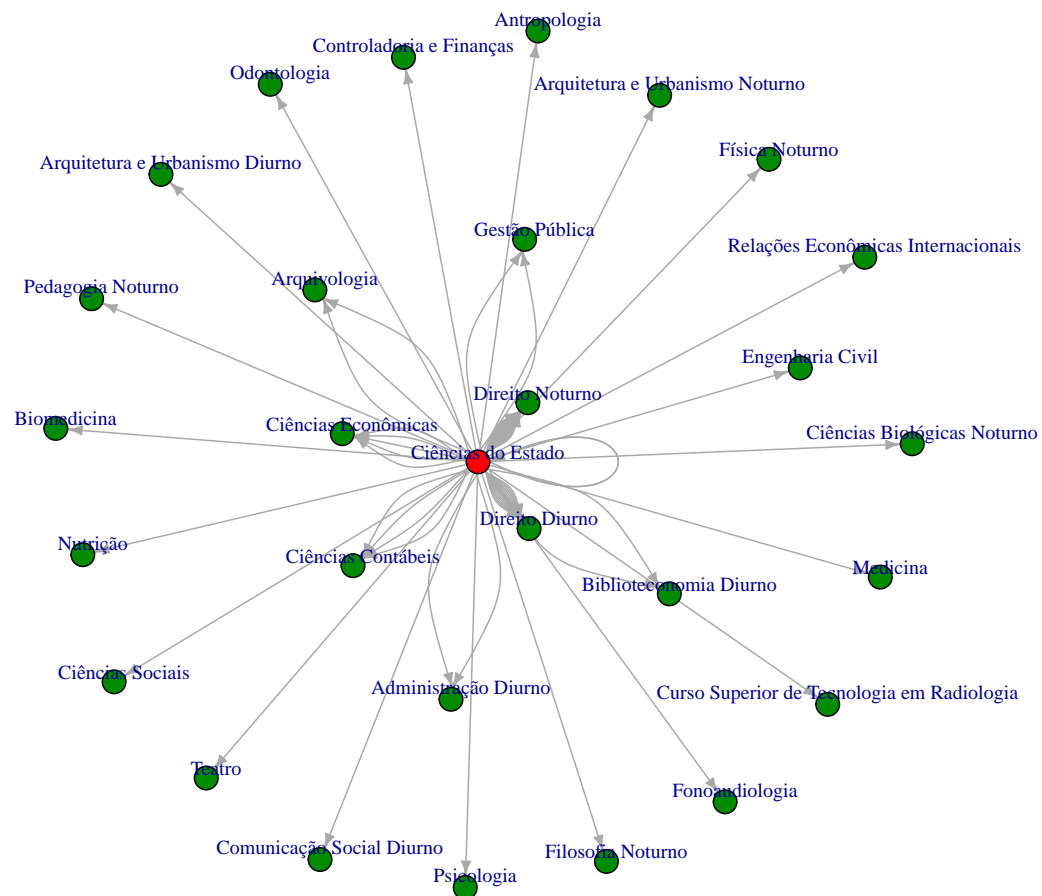 Antropologia
Controladoria e Finanças
Odontologia
Arquitetura e Urbanismo Noturno
Física Noturno
Arquitetura e Urbanismo Diurno
Gestão Pública
Relações Econômicas Internacionais
Arquivologia
Pedagogia Noturno
Engenharia Civil
Direito Noturno
Biomedicina
Ciências Econômicas
Ciências Biológicas Noturno
Ciências do Estado
Direito Diurno
Nutrição
Ciências Contábeis
Medicina
Biblioteconomia Diurno
Ciências Sociais
Administração Diurno
Curso Superior de Tecnologia em Radiologia
Teatro
Fonoaudiologia
Comunicação Social Diurno
Filosofia Noturno
Psicologia